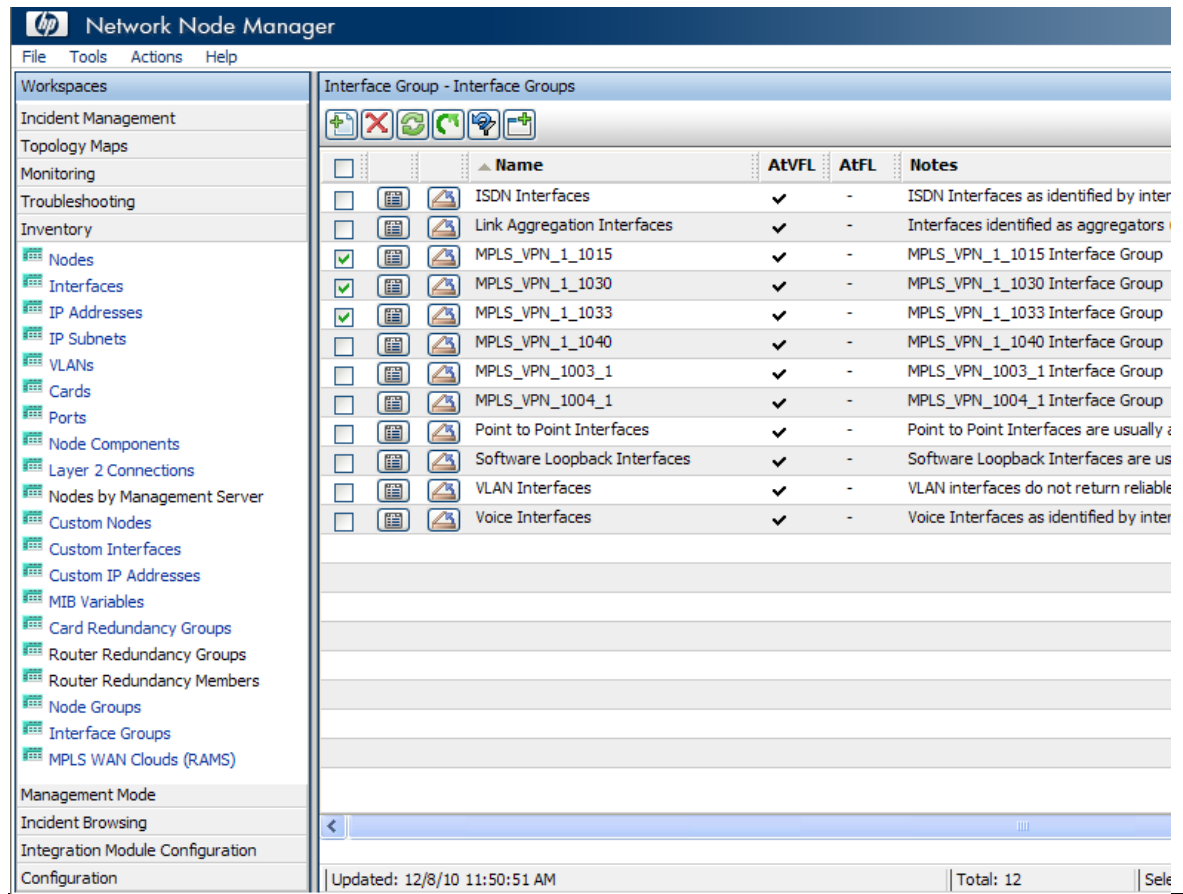 hp Network Node Manager
File Tools Actions Help
Workspaces
Incident Management
Topology Maps
Monitoring
Troubleshooting
Inventory
Nodes
Interfaces
IP Addresses
IP Subnets
VLANs
Cards
Ports
Node Components
Layer 2 Connections
Nodes by Management Server
Custom Nodes
Custom Interfaces
Custom IP Addresses
MIB Variables
Card Redundancy Groups
Router Redundancy Groups
Router Redundancy Members
Node Groups
Interface Groups
MPLS WAN Clouds (RAMS)
Management Mode
Incident Browsing
Integration Module Configuration
Configuration
Interface Group - Interface Groups
Name AtVFL AtFL Notes
ISDN Interfaces - ISDN Interfaces as identified by inter
Link Aggregation Interfaces - Interfaces identified as aggregators
MPLS_VPN_1_1015 - MPLS_VPN_1_1015 Interface Group
MPLS_VPN_1_1030 - MPLS_VPN_1_1030 Interface Group
MPLS_VPN_1_1033 - MPLS_VPN_1_1033 Interface Group
MPLS_VPN_1_1040 - MPLS_VPN_1_1040 Interface Group
MPLS_VPN_1003_1 - MPLS_VPN_1003_1 Interface Group
MPLS_VPN_1004_1 - MPLS_VPN_1004_1 Interface Group
Point to Point Interfaces - Point to Point Interfaces are usually a
Software Loopback Interfaces - Software Loopback Interfaces are us
VLAN Interfaces - VLAN interfaces do not return reliable
Voice Interfaces - Voice Interfaces as identified by inter
Updated: 12/8/10 11:50:51 AM Total: 12 Sele